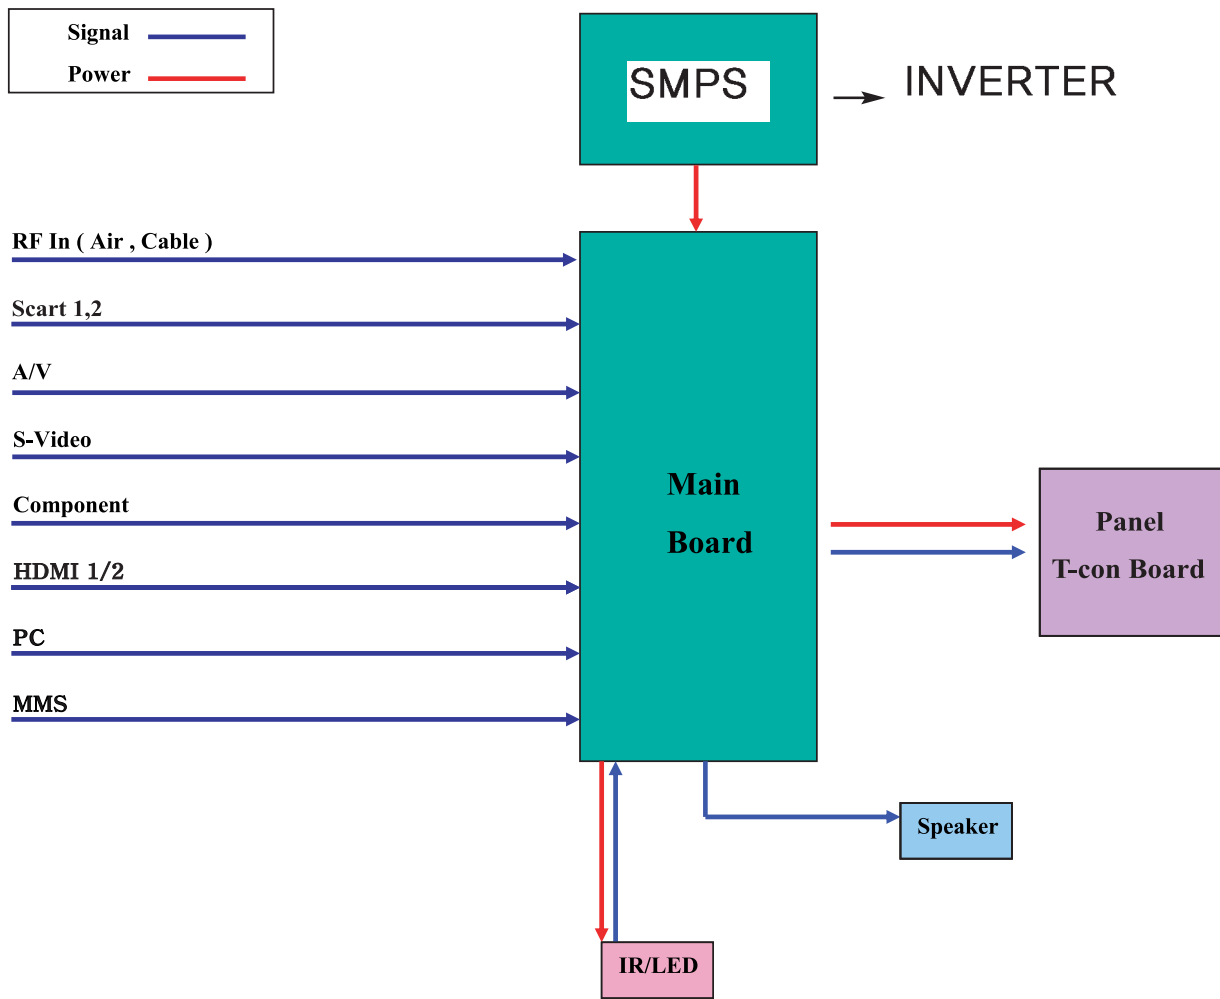 Signal
Power
SMPS
INVERTER
RF In ( Air , Cable )
Scart 1,2
A/V
S-Video
Component
HDMI 1/2
PC
MMS
Main
Board
Panel
T-con Board
Speaker
IR/LED